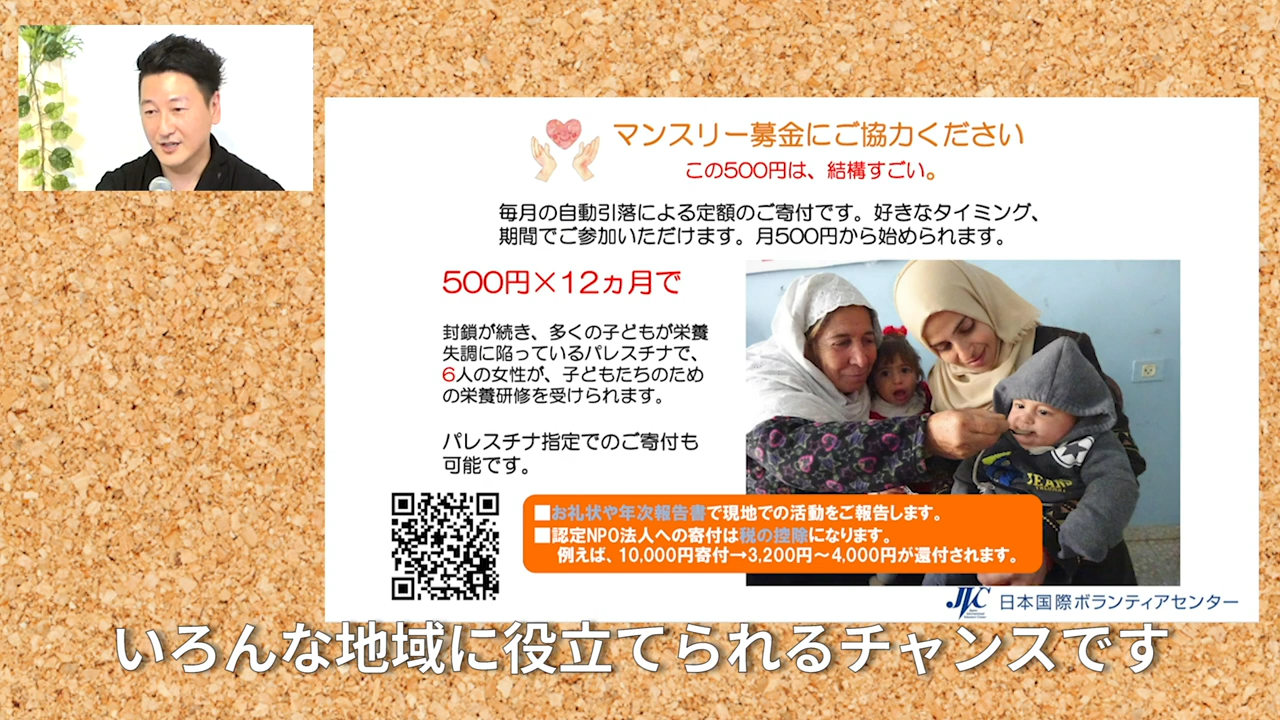 マンスリー募金にご協力ください
この500円は、結構すごい。
毎月の自動引落による定額のご寄付です。好きなタイミング、
期間でご参加いただけます。月500円から始められます。
500円×12ヵ月で
封鎖が続き、多くの子どもが栄養
失調に陥っているパレスチナで、
6人の女性が、子どもたちのため
の栄養研修を受けられます。
パレスチナ指定でのご寄付も
可能です。
JEANS
■お礼状や年次報告書で現地での活動をご報告します。
■認定NPO法人への寄付は税の控除になります。
例えば、10,000円寄付→3,200円～4,000円が還付されます。
JVC 日本国際ボランティアセンター
いろんな地域に役立てられるチャンスです